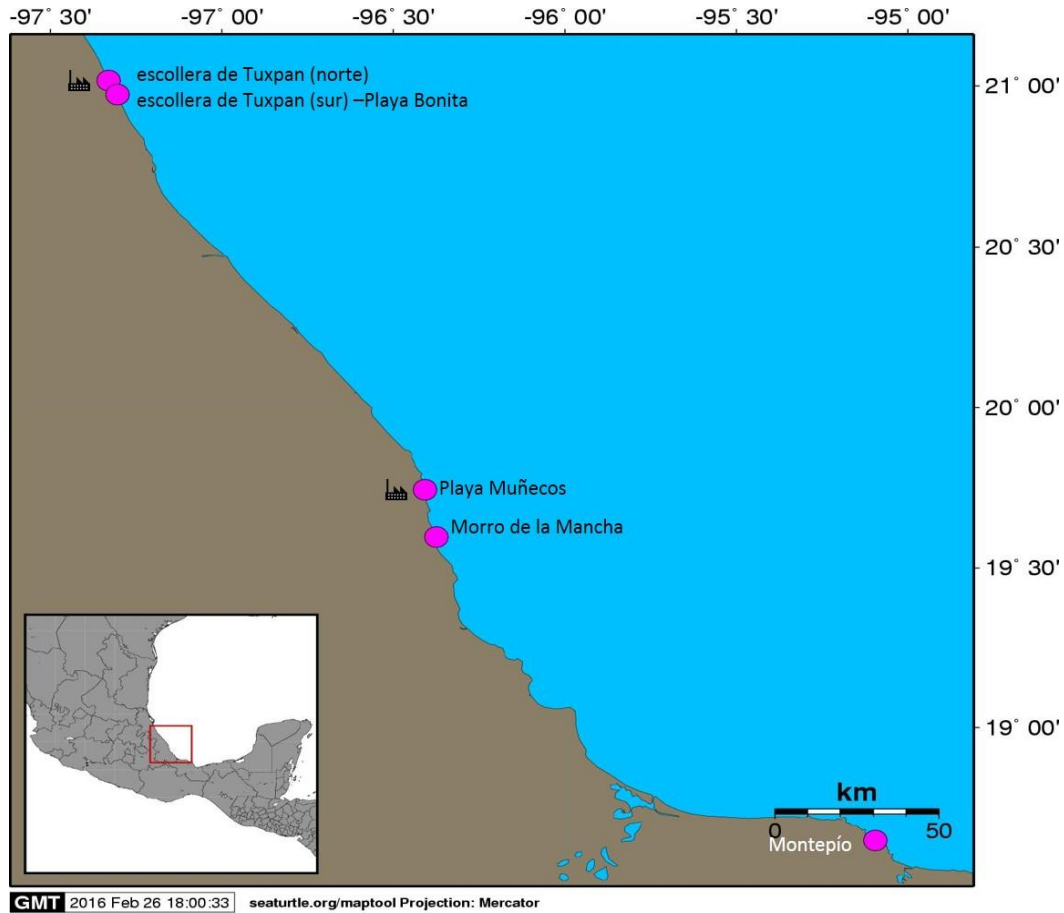 -97° 30' -97° 00' -96° 30' -96° 00' -95° 30' -95° 00'
escollera de Tuxpan (norte)
21° 00'
escollera de Tuxpan (sur) –Playa Bonita
20° 30'
20° 00'
Playa Muñecos
Morro de la Mancha
19° 30'
19° 00'
km
0 50
Montepío
GMT 2016 Feb 26 18:00:33 seaturtle.org/maptool Projection: Mercator